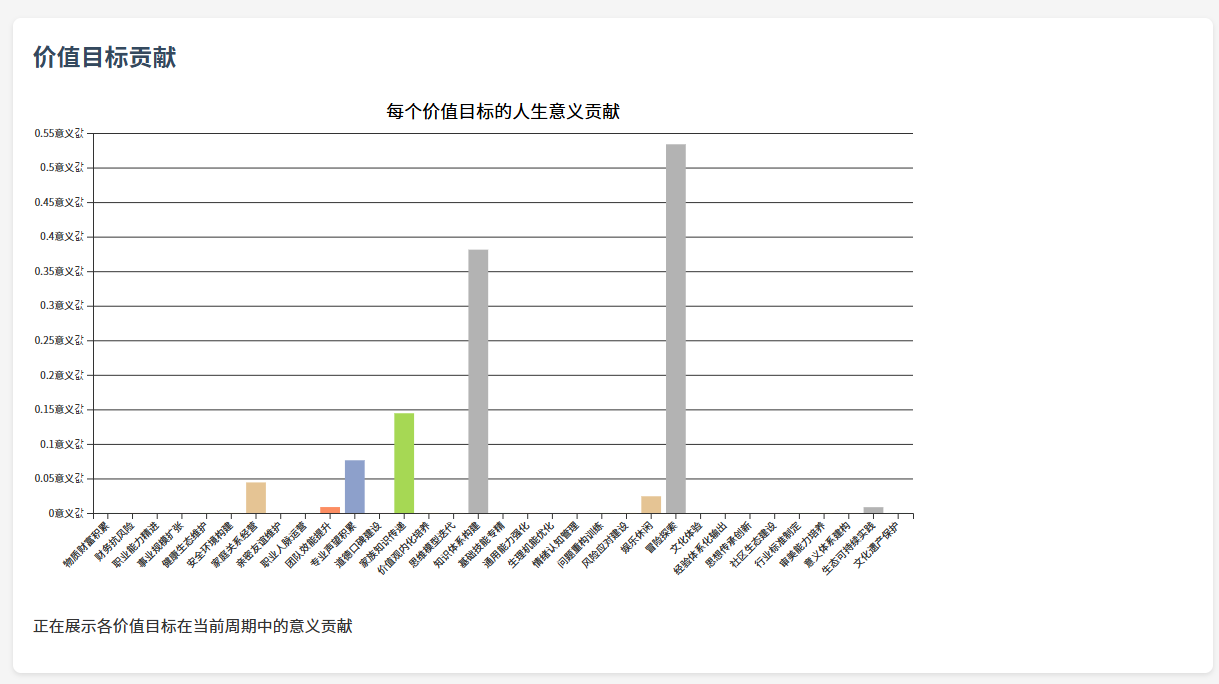 价值目标贡献
每个价值目标的人生意义贡献
0.55意义값
0.5意义값
0.45意义값
0.4意义값
0.35意义값
0.3意义값
0.25意义값
0.2意义값
0.15意义값
0.1意义값
0.05意义값
0意义값
物质财富积累
财务抗风险
职业能力精进
事业规模扩张
健康生态维护
安全环境构建
家庭关系经营
亲密友谊维护
职业人脉运营
团队效能提升
专业声望积累
道德口碑建设
家族知识传递
价值观内化培养
思维模型迭代
知识体系构建
基础技能专精
通用能力强化
生理机能优化
情绪认知管理
问题重构训练
风险应对建设
娱乐休闲
冒险探索
文化体验
经验体系化输出
思想传承创新
社区生态建设
行业标准制定
审美能力培养
意义体系建构
生态可持续实践
文化遗产保护
正在展示各价值目标在当前周期中的意义贡献